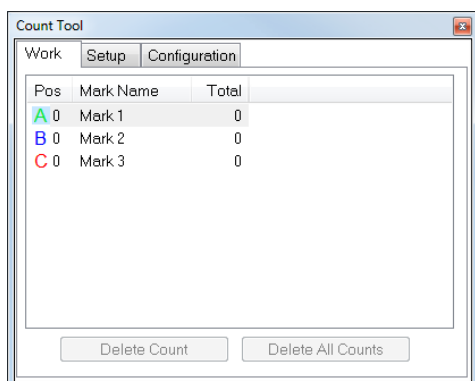 Count Tool
Work Setup Configuration
Pos Mark Name Total
A 0 Mark 1 0
B 0 Mark 2 0
C 0 Mark 3 0
Delete Count Delete All Counts